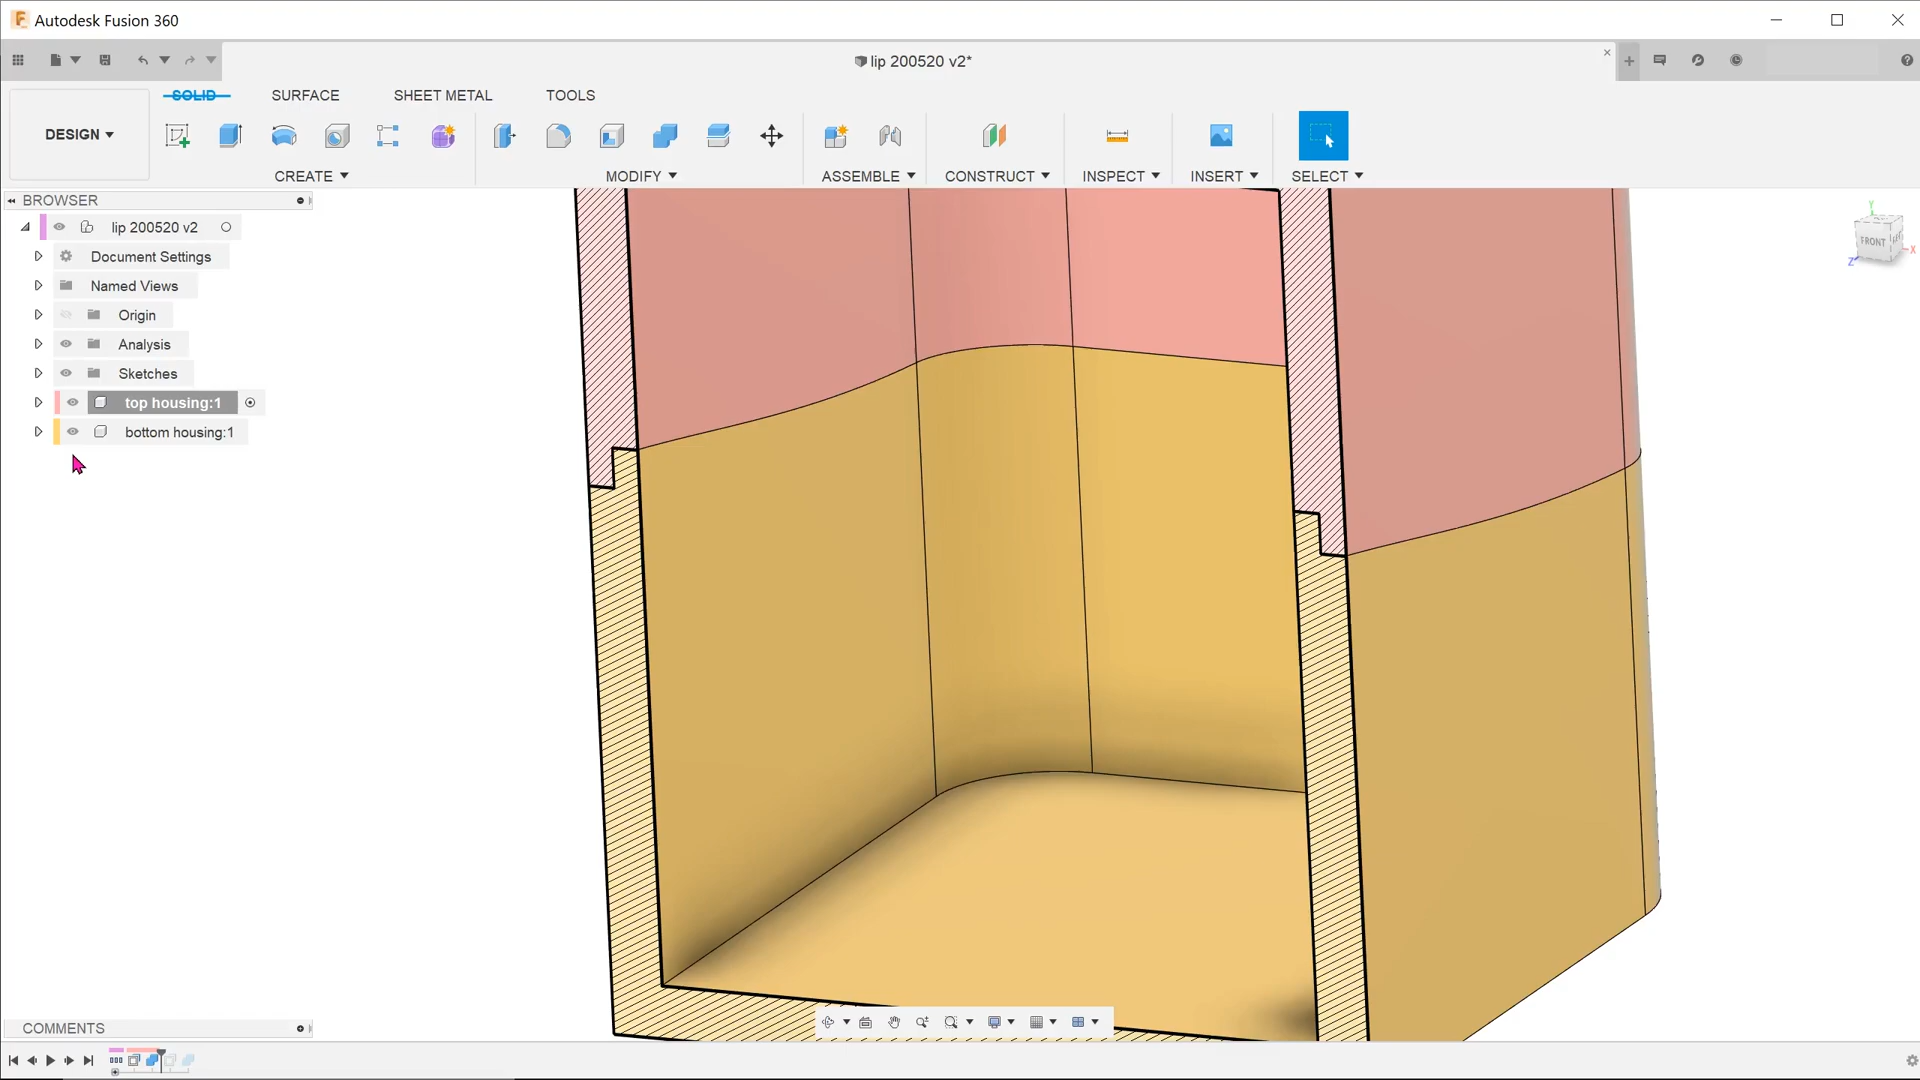 Autodesk Fusion 360
lip 200520 v2*
SOLID SURFACE SHEET METAL TOOLS
DESIGN
CREATE MODIFY ASSEMBLE CONSTRUCT INSPECT INSERT SELECT
BROWSER
lip 200520 v2
Document Settings
Named Views
Origin
Analysis
Sketches
top housing:1
bottom housing:1
Y
FRONT
X
Z
COMMENTS